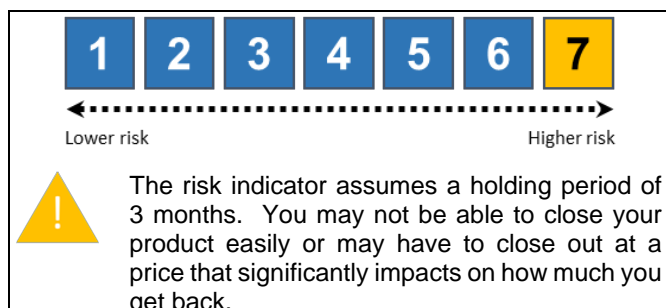 1 2 3 4 5 6 7
Lower risk Higher risk
!
The risk indicator assumes a holding period of
3 months. You may not be able to close your
product easily or may have to close out at a
price that significantly impacts on how much you
get back.